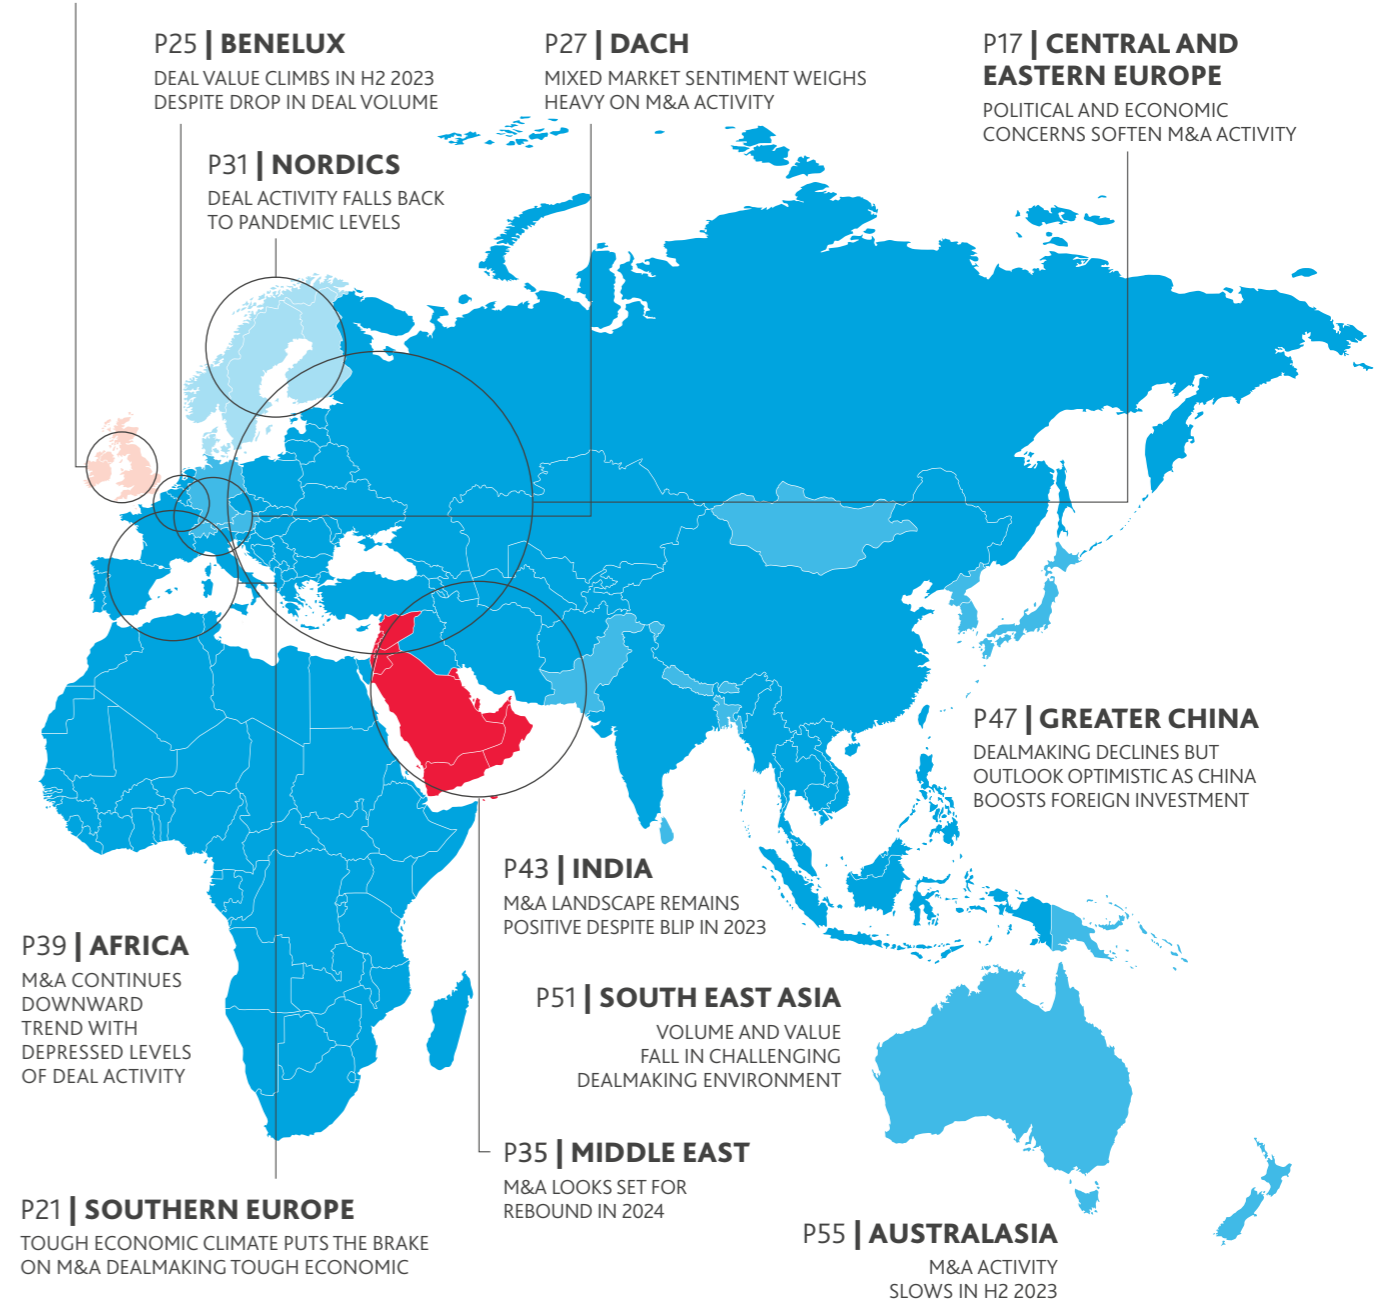 P25 | BENELUX
DEAL VALUE CLIMBS IN H2 2023
DESPITE DROP IN DEAL VOLUME
P27 | DACH
MIXED MARKET SENTIMENT WEIGHS
HEAVY ON M&A ACTIVITY
P17 | CENTRAL AND
EASTERN EUROPE
POLITICAL AND ECONOMIC
CONCERNS SOFTEN M&A ACTIVITY
P31 | NORDICS
DEAL ACTIVITY FALLS BACK
TO PANDEMIC LEVELS
P47 | GREATER CHINA
DEALMAKING DECLINES BUT
OUTLOOK OPTIMISTIC AS CHINA
BOOSTS FOREIGN INVESTMENT
P43 | INDIA
M&A LANDSCAPE REMAINS
POSITIVE DESPITE BLIP IN 2023
P39 | AFRICA
M&A CONTINUES
DOWNWARD
TREND WITH
DEPRESSED LEVELS
OF DEAL ACTIVITY
P51 | SOUTH EAST ASIA
VOLUME AND VALUE
FALL IN CHALLENGING
DEALMAKING ENVIRONMENT
P35 | MIDDLE EAST
M&A LOOKS SET FOR
REBOUND IN 2024
P21 | SOUTHERN EUROPE
TOUGH ECONOMIC CLIMATE PUTS THE BRAKE
ON M&A DEALMAKING TOUGH ECONOMIC
P55 | AUSTRALASIA
M&A ACTIVITY
SLOWS IN H2 2023